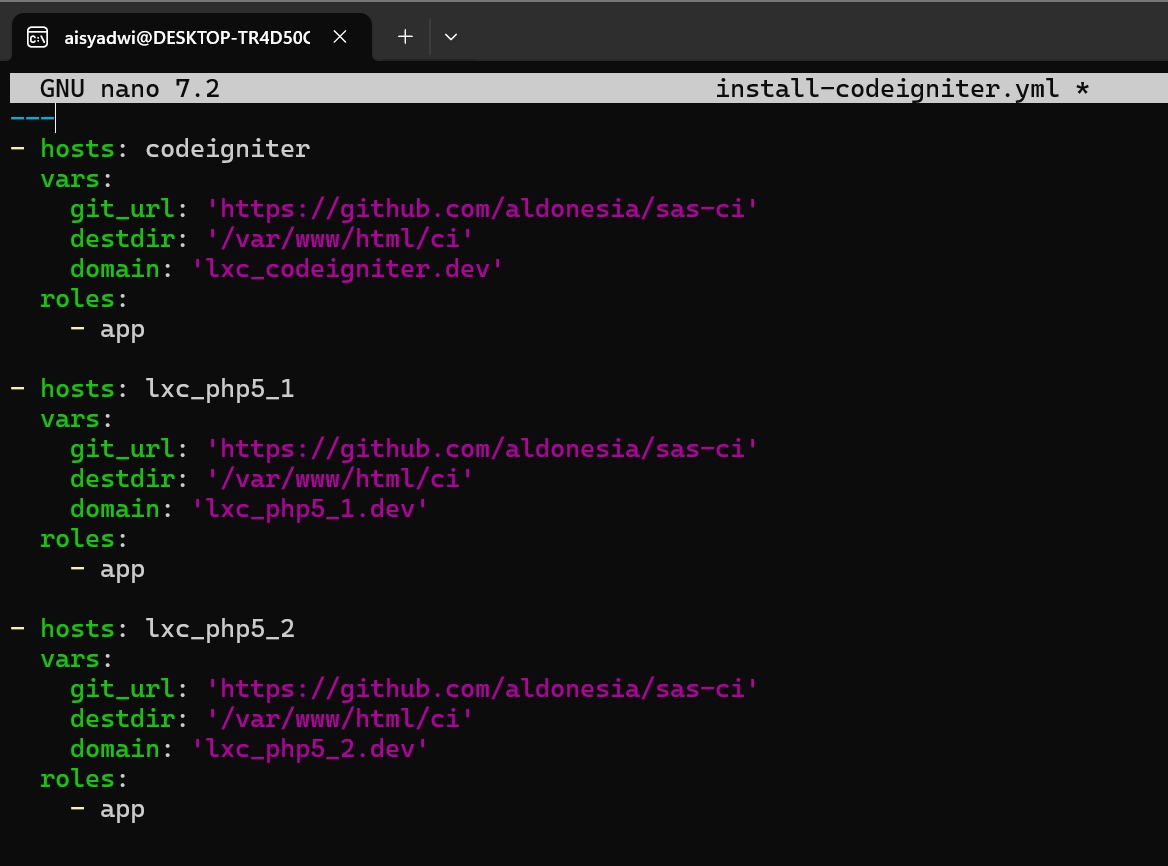 aisyadwi@DESKTOP-TR4D50
GNU nano 7.2 install-codeigniter.yml *
---
- hosts: codeigniter
  vars:
    git_url: 'https://github.com/aldonesia/sas-ci'
    destdir: '/var/www/html/ci'
    domain: 'lxc_codeigniter.dev'
  roles:
    - app

- hosts: lxc_php5_1
  vars:
    git_url: 'https://github.com/aldonesia/sas-ci'
    destdir: '/var/www/html/ci'
    domain: 'lxc_php5_1.dev'
  roles:
    - app

- hosts: lxc_php5_2
  vars:
    git_url: 'https://github.com/aldonesia/sas-ci'
    destdir: '/var/www/html/ci'
    domain: 'lxc_php5_2.dev'
  roles:
    - app